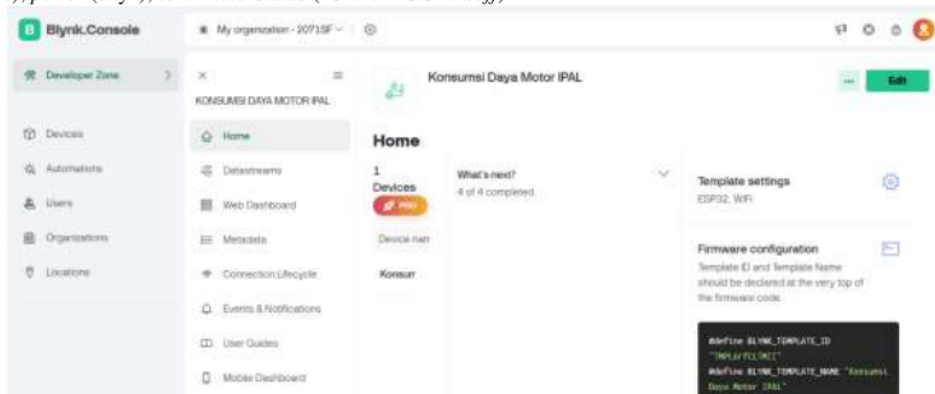 Blynk.Console
My organization - 2071SF
Developer Zone
Devices
Automations
Users
Organizations
Locations
KONSUMSI DAYA MOTOR IPAL
Home
Datastreams
Web Dashboard
Metadata
Connection Lifecycle
Events & Notifications
User Guides
Mobile Dashboard
Konsumsi Daya Motor IPAL
Edit
Home
1
Devices
PRO
Device nam
Konsur
What's next?
4 of 4 completed.
Template settings
ESP32, WiFi
Firmware configuration
Template ID and Template Name
should be declared at the very top of
the firmware code.
#define BLYNK_TEMPLATE_ID
#define BLYNK_TEMPLATE_NAME "Konsumsi
Daya Motor IPAL"